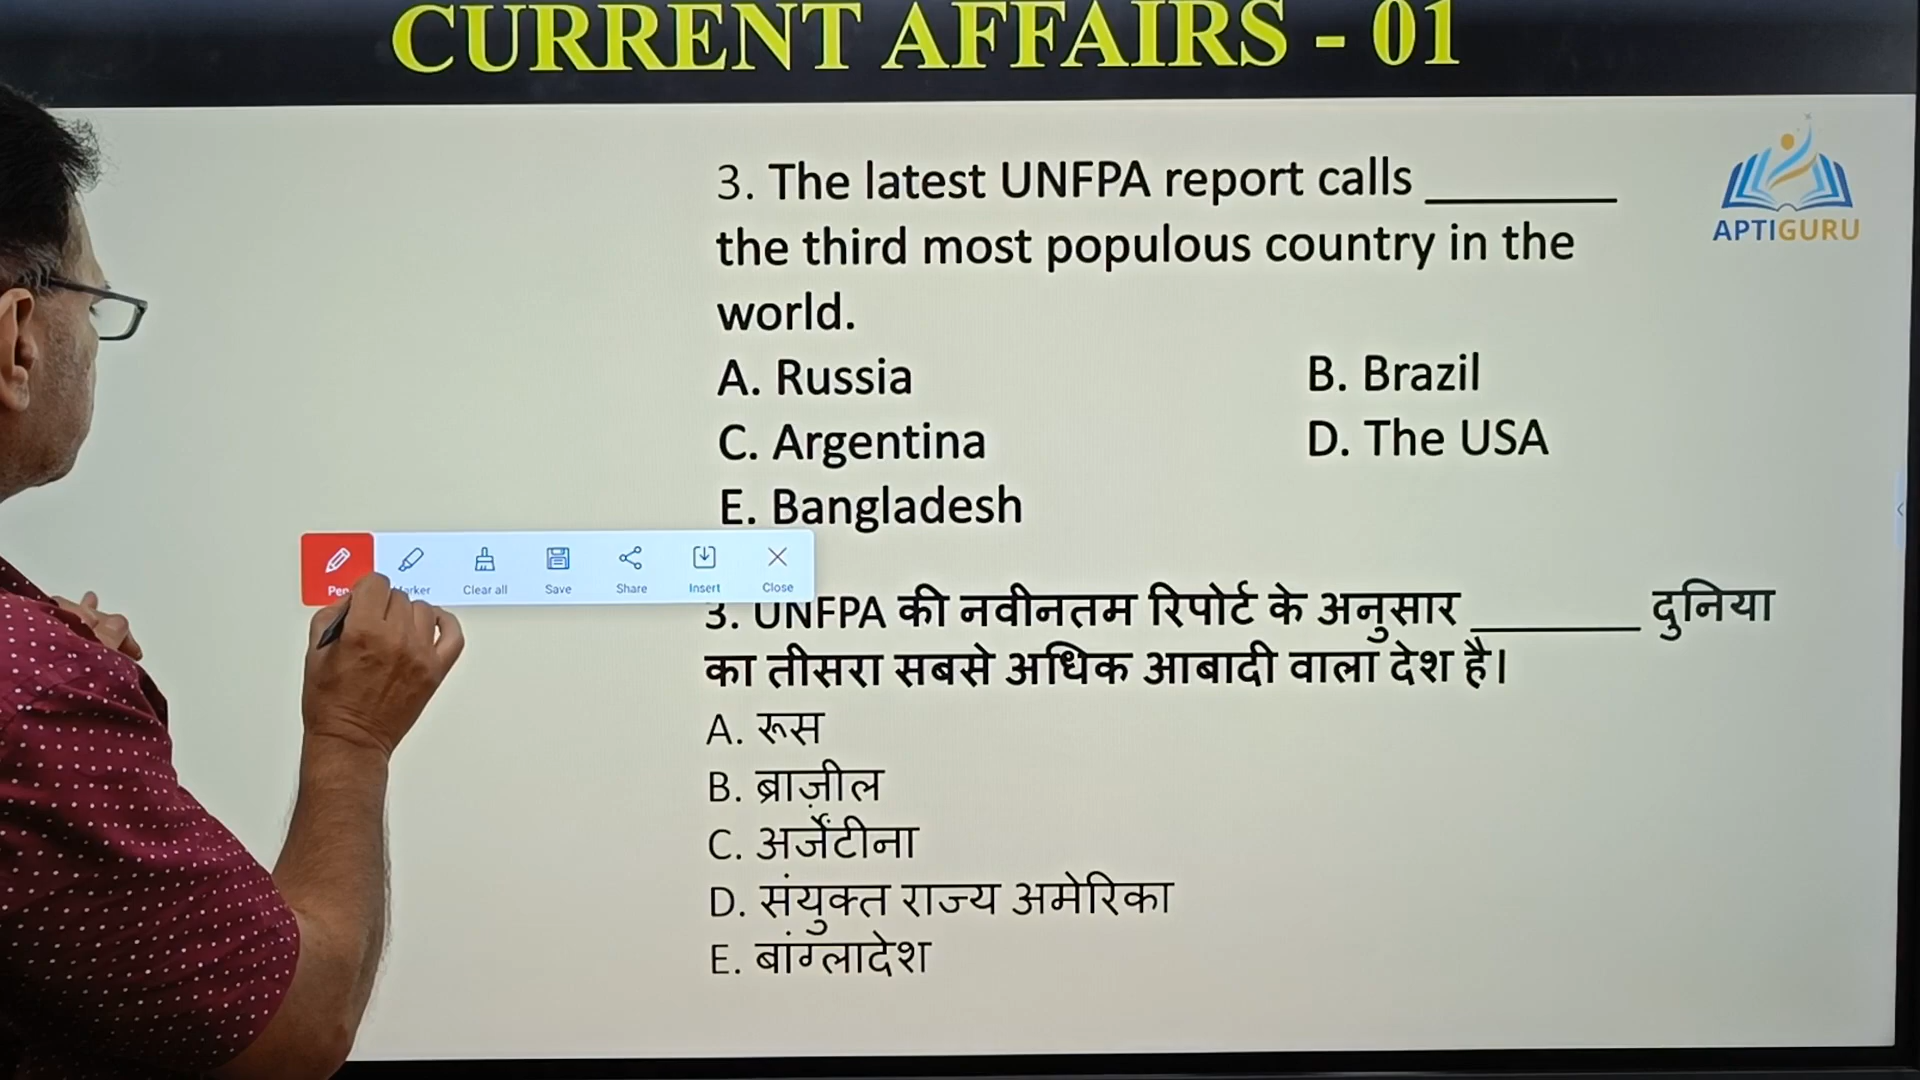 CURRENT AFFAIRS - 01
3. The latest UNFPA report calls ________
the third most populous country in the
world.
A. Russia
B. Brazil
C. Argentina
D. The USA
E. Bangladesh
APTIGURU
Pen
Marker
Clear all
Save
Share
Insert
Close
3. UNFPA की नवीनतम रिपोर्ट के अनुसार ________ दुनिया
का तीसरा सबसे अधिक आबादी वाला देश है।
A. रूस
B. ब्राज़ील
C. अर्जेंटीना
D. संयुक्त राज्य अमेरिका
E. बांग्लादेश